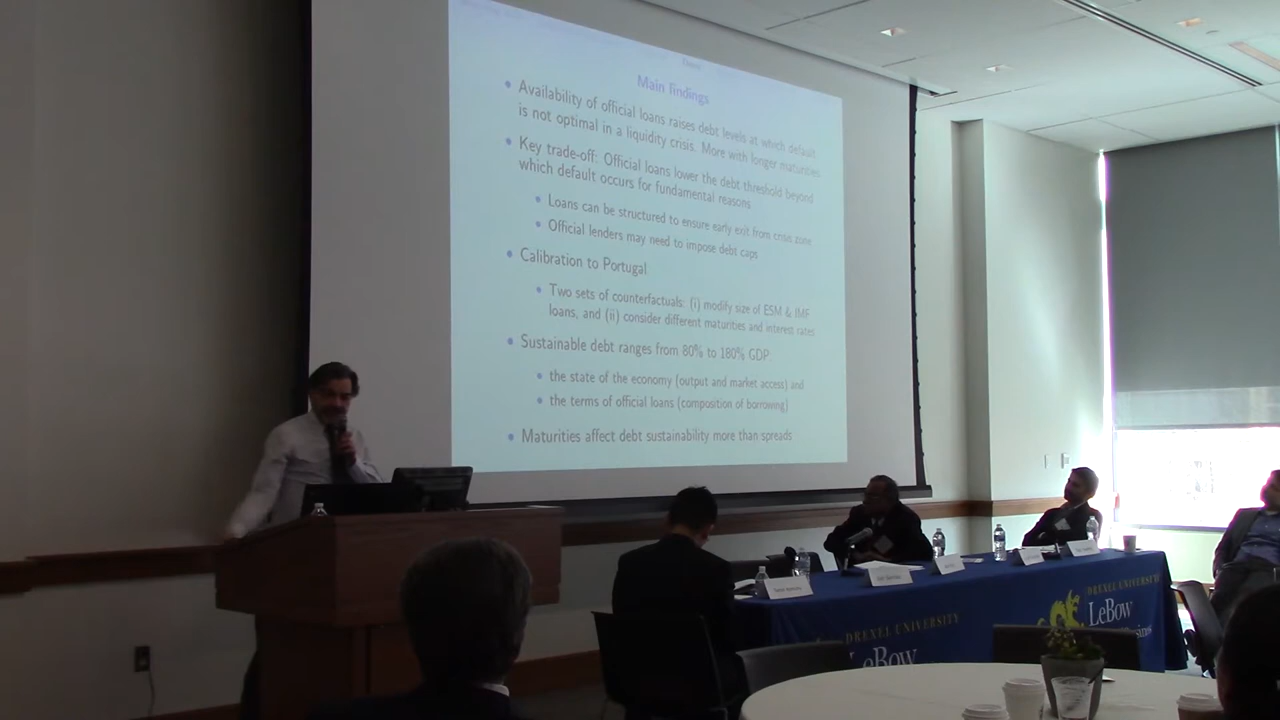 Main findings
• Availability of official loans raises debt levels at which default
is not optimal in a liquidity crisis. More with longer maturities
• Key trade-off: Official loans lower the debt threshold beyond
which default occurs for fundamental reasons
• Loans can be structured to ensure early exit from crisis zone
• Official lenders may need to impose debt caps
• Calibration to Portugal
• Two sets of counterfactuals: (i) modify size of ESM & IMF
loans, and (ii) consider different maturities and interest rates
• Sustainable debt ranges from 80% to 180% GDP
• the state of the economy (output and market access) and
• the terms of official loans (composition of borrowing)
• Maturities affect debt sustainability more than spreads
DREXEL UNIVERSITY
LeBow
DREXEL UNIVERSITY
LeBow